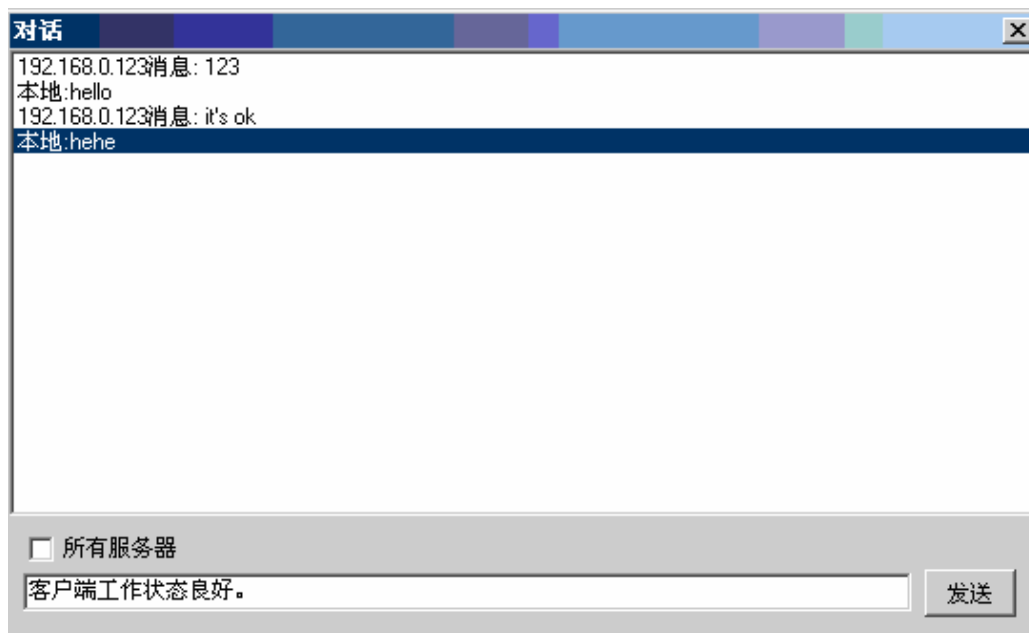 对话
192.168.0.123消息: 123
本地:hello
192.168.0.123消息: it's ok
本地:hehe
所有服务器
客户端工作状态良好。
发送